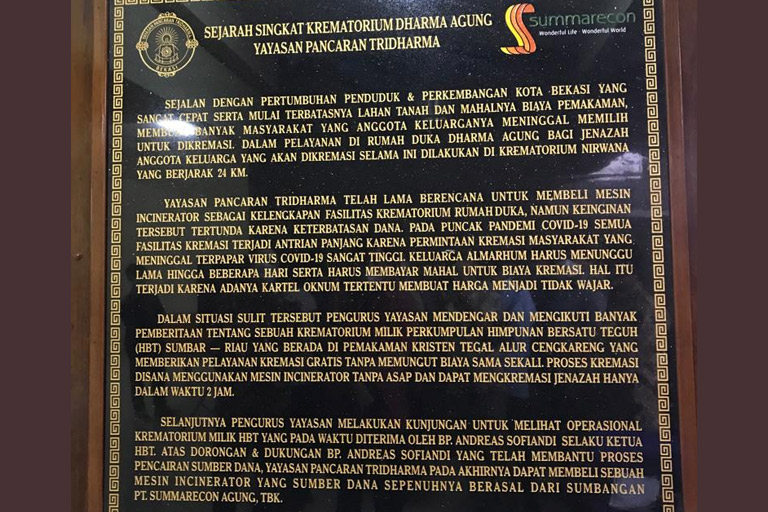 SEJARAH SINGKAT KREMATORIUM DHARMA AGUNG
YAYASAN PANCARAN TRIDHARMA
summarecon
Wonderful Life - Wonderful World
YAYASAN PANCARAN TRIDHARMA
BEKASI
SEJALAN DENGAN PERTUMBUHAN PENDUDUK & PERKEMBANGAN KOTA BEKASI YANG
SANGAT CEPAT SERTA MULAI TERBATASNYA LAHAN TANAH DAN MAHALNYA BIAYA PEMAKAMAN,
BANYAK MASYARAKAT YANG ANGGOTA KELUARGANYA MENINGGAL MEMILIH
UNTUK DIKREMASI. DALAM PELAYANAN DI RUMAH DUKA DHARMA AGUNG BAGI JENAZAH
ANGGOTA KELUARGA YANG AKAN DIKREMASI SELAMA INI DILAKUKAN DI KREMATORIUM NIRWANA
YANG BERJARAK 24 KM.
YAYASAN PANCARAN TRIDHARMA TELAH LAMA BERENCANA UNTUK MEMBELI MESIN
INCINERATOR SEBAGAI KELENGKAPAN FASILITAS KREMATORIUM RUMAH DUKA, NAMUN KEINGINAN
TERSEBUT TERTUNDA KARENA KETERBATASAN DANA. PADA PUNCAK PANDEMI COVID-19 SEMUA
FASILITAS KREMASI TERJADI ANTRIAN PANJANG KARENA PERMINTAAN KREMASI MASYARAKAT YANG
MENINGGAL TERPAPAR VIRUS COVID-19 SANGAT TINGGI. KELUARGA ALMARHUM HARUS MENUNGGU
LAMA HINGGA BEBERAPA HARI SERTA HARUS MEMBAYAR MAHAL UNTUK BIAYA KREMASI. HAL ITU
TERJADI KARENA ADANYA KARTEL OKNUM TERTENTU MEMBUAT HARGA MENJADI TIDAK WAJAR.
DALAM SITUASI SULIT TERSEBUT PENGURUS YAYASAN MENDENGAR DAN MENGIKUTI BANYAK
PEMBERITAAN TENTANG SEBUAH KREMATORIUM MILIK PERKUMPULAN HIMPUNAN BERSATU TEGUH
(HBT) SUMBAR — RIAU YANG BERADA DI PEMAKAMAN KRISTEN TEGAL ALUR CENGKARENG YANG
MEMBERIKAN PELAYANAN KREMASI GRATIS TANPA MEMUNGUT BIAYA SAMA SEKALI. PROSES KREMASI
DISANA MENGGUNAKAN MESIN INCINERATOR TANPA ASAP DAN DAPAT MENGKREMASI JENAZAH HANYA
DALAM WAKTU 2 JAM.
SELANJUTNYA PENGURUS YAYASAN MELAKUKAN KUNJUNGAN UNTUK MELIHAT OPERASIONAL
KREMATORIUM MILIK HBT YANG PADA WAKTU DITERIMA OLEH BP. ANDREAS SOFIANDI SELAKU KETUA
HBT. ATAS DORONGAN & DUKUNGAN BP. ANDREAS SOFIANDI YANG TELAH MEMBANTU PROSES
PENCAIRAN SUMBER DANA, YAYASAN PANCARAN TRIDHARMA PADA AKHIRNYA DAPAT MEMBELI SEBUAH
MESIN INCINERATOR YANG SUMBER DANA SEPENUHNYA BERASAL DARI SUMBANGAN
PT. SUMMARECON AGUNG, TBK.